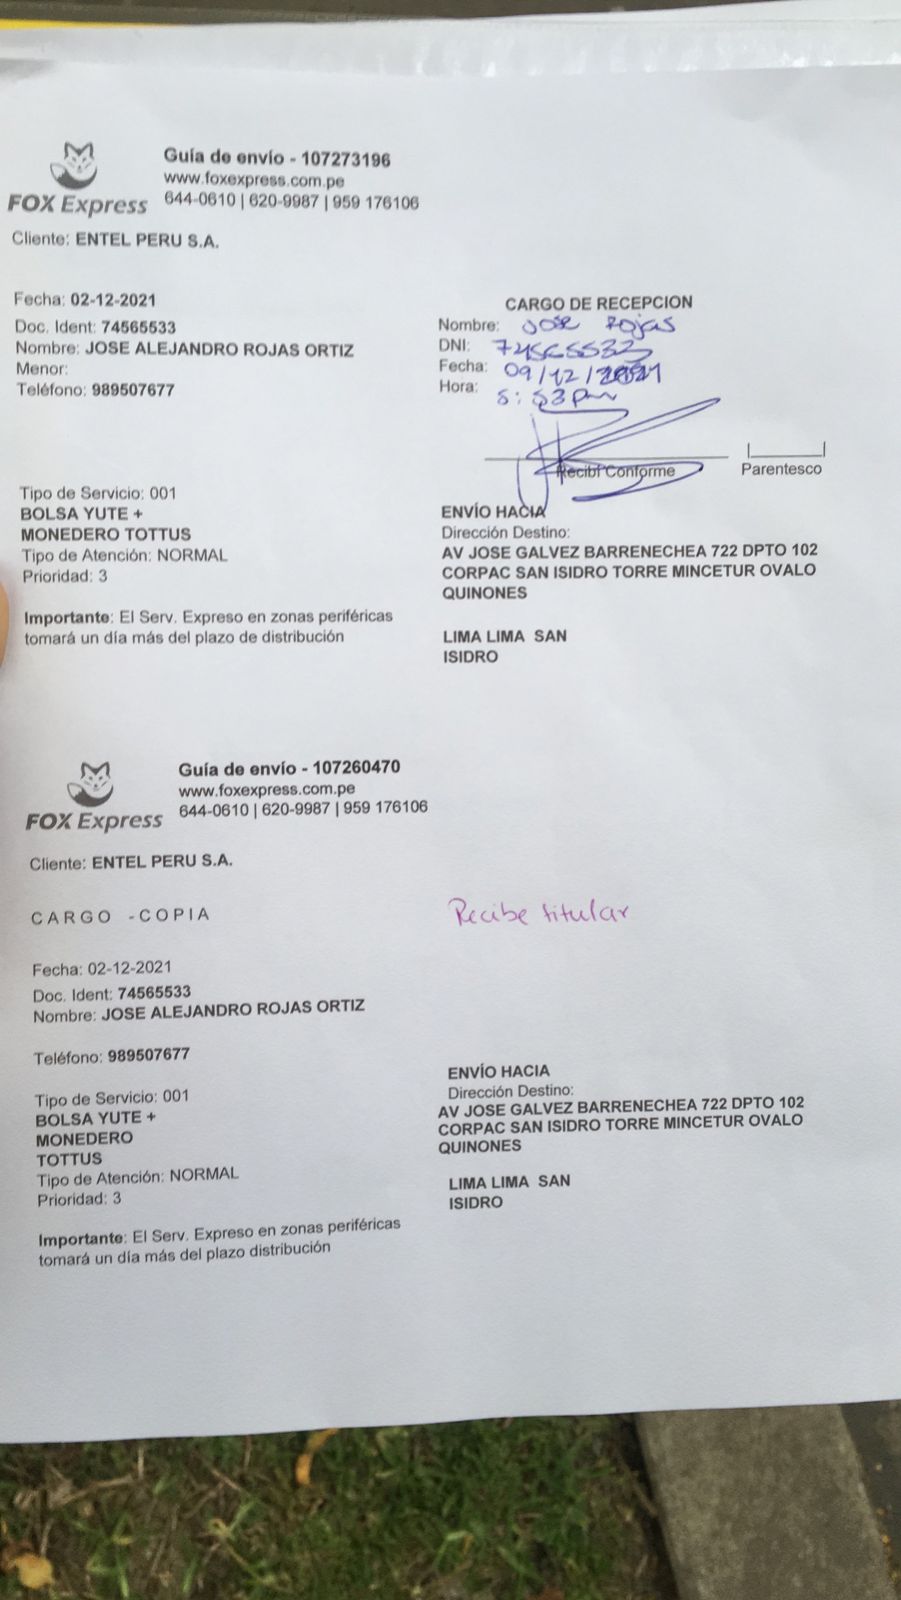 FOX Express
Guía de envío - 107273196
www.foxexpress.com.pe
644-0610 | 620-9987 | 959 176106
Cliente: ENTEL PERU S.A.
Fecha: 02-12-2021
Doc. Ident: 74565533
Nombre: JOSE ALEJANDRO ROJAS ORTIZ
Menor:
Teléfono: 989507677
CARGO DE RECEPCION
Nombre: Jose Rojas
DNI: 74565533
Fecha: 09/12/2021
Hora: 5:53pm
Recibí Conforme
Parentesco
Tipo de Servicio: 001
BOLSA YUTE +
MONEDERO TOTTUS
Tipo de Atención: NORMAL
Prioridad: 3
Importante: El Serv. Expreso en zonas periféricas
tomará un día más del plazo de distribución
ENVÍO HACIA
Dirección Destino:
AV JOSE GALVEZ BARRENECHEA 722 DPTO 102
CORPAC SAN ISIDRO TORRE MINCETUR OVALO
QUINONES
LIMA LIMA SAN
ISIDRO
FOX Express
Guía de envío - 107260470
www.foxexpress.com.pe
644-0610 | 620-9987 | 959 176106
Cliente: ENTEL PERU S.A.
CARGO -COPIA
Recibe titular
Fecha: 02-12-2021
Doc. Ident: 74565533
Nombre: JOSE ALEJANDRO ROJAS ORTIZ
Teléfono: 989507677
Tipo de Servicio: 001
BOLSA YUTE +
MONEDERO
TOTTUS
Tipo de Atención: NORMAL
Prioridad: 3
Importante: El Serv. Expreso en zonas periféricas
tomará un día más del plazo distribución
ENVÍO HACIA
Dirección Destino:
AV JOSE GALVEZ BARRENECHEA 722 DPTO 102
CORPAC SAN ISIDRO TORRE MINCETUR OVALO
QUINONES
LIMA LIMA SAN
ISIDRO